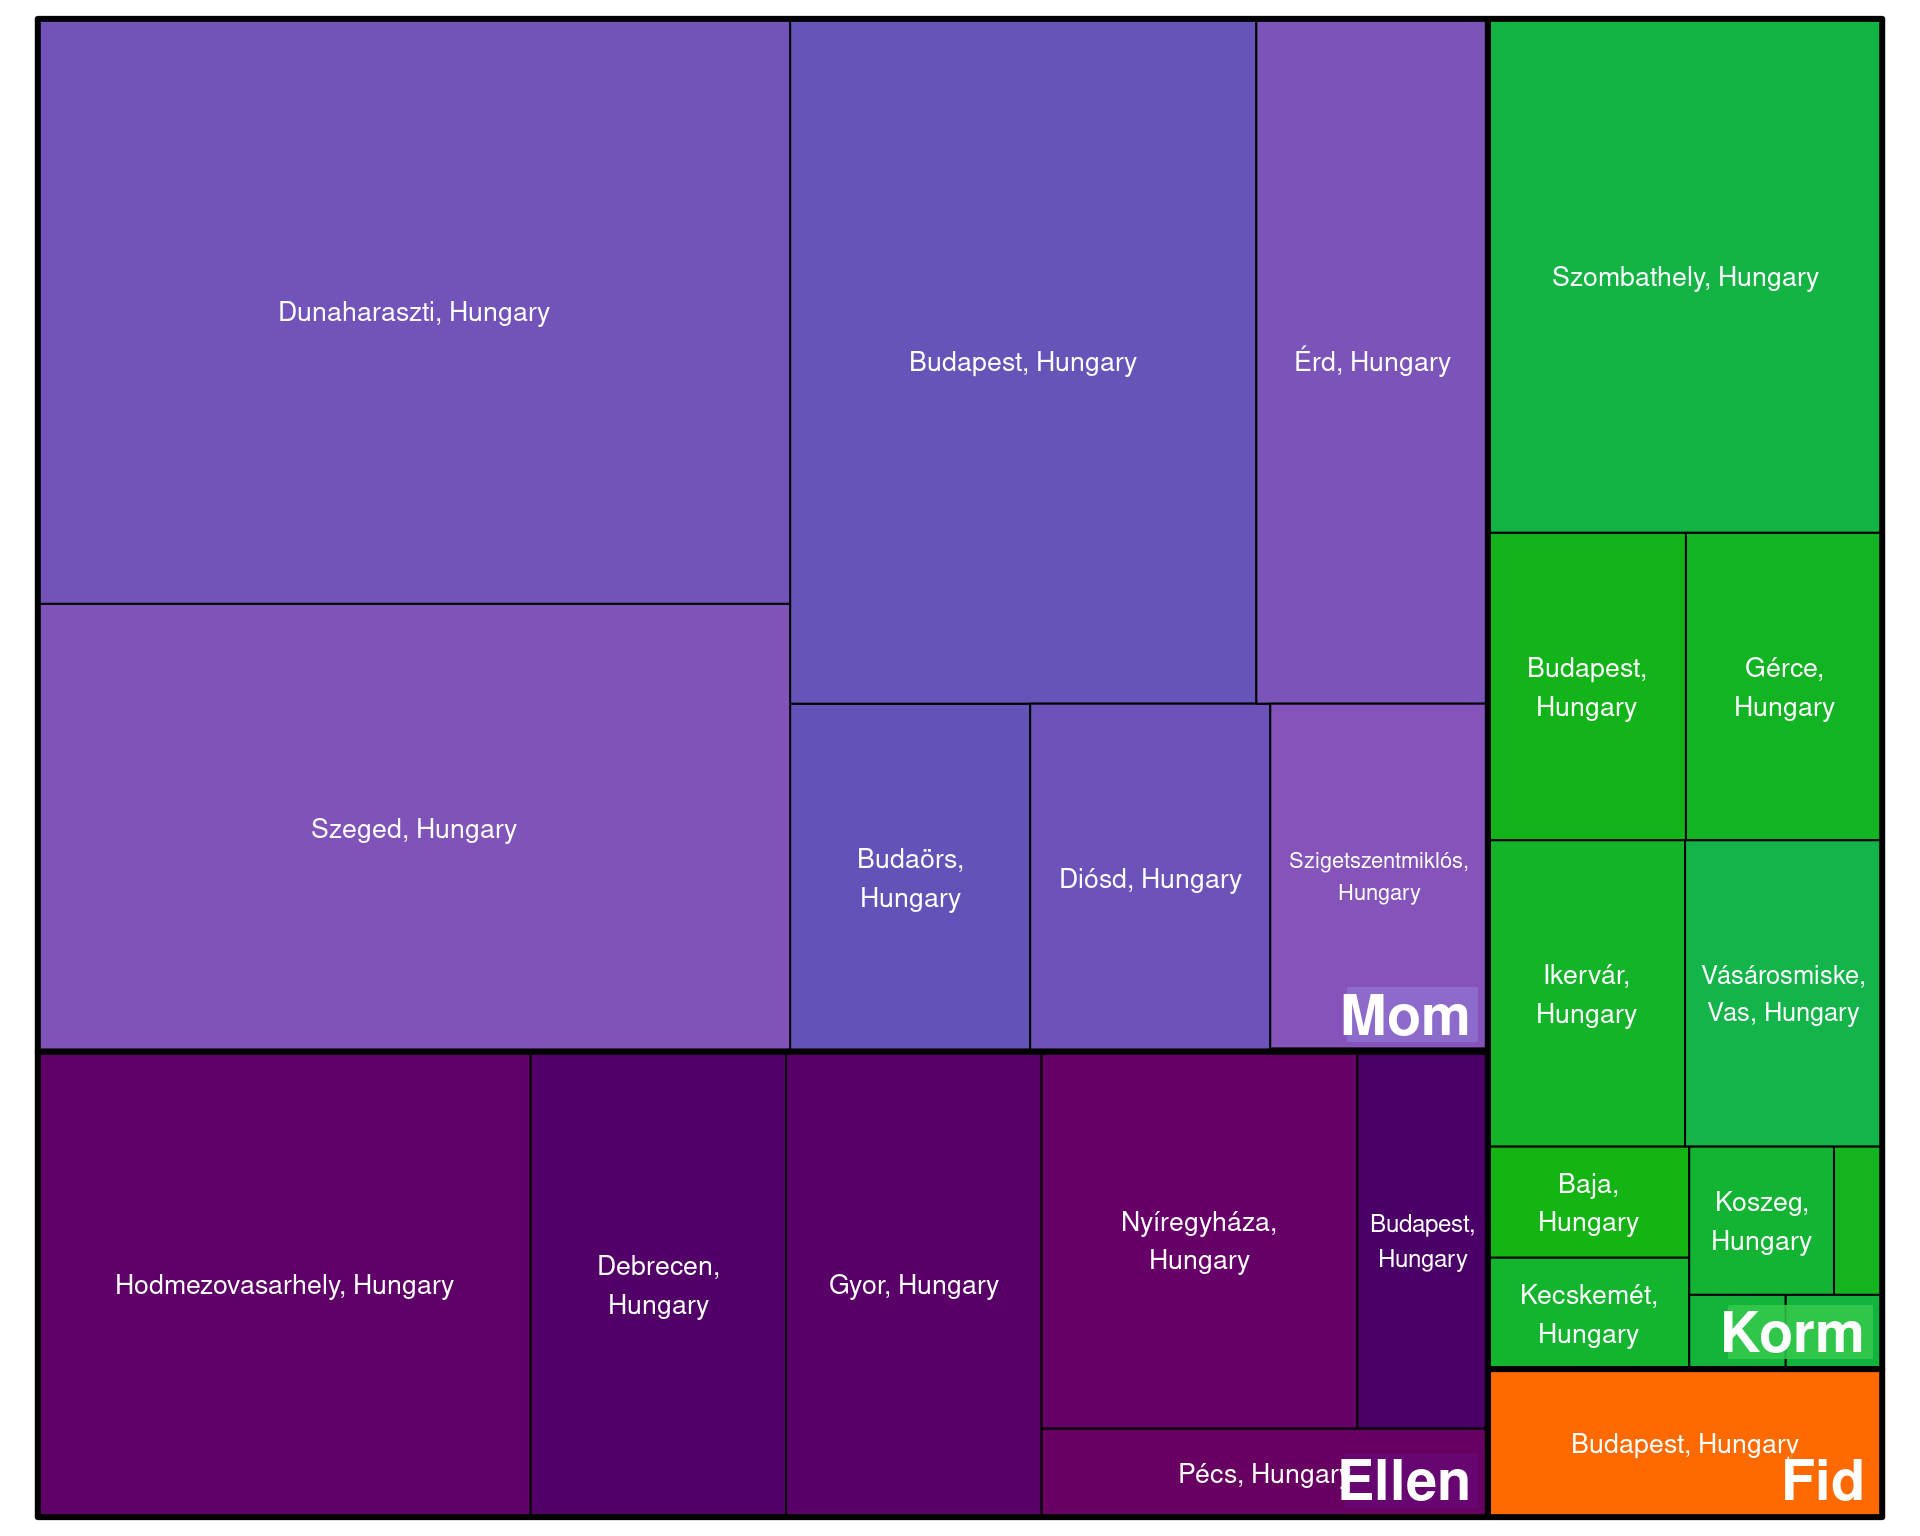 Dunaharaszti, Hungary
Szeged, Hungary
Budapest, Hungary
Érd, Hungary
Budaörs,
Hungary
Diósd, Hungary
Szigetszentmiklós,
Hungary
Mom
Hodmezovasarhely, Hungary
Debrecen,
Hungary
Gyor, Hungary
Nyíregyháza,
Hungary
Budapest,
Hungary
Pécs, Hungary
Ellen
Szombathely, Hungary
Budapest,
Hungary
Gérce,
Hungary
Ikervár,
Hungary
Vásárosmiske,
Vas, Hungary
Baja,
Hungary
Koszeg,
Hungary
Kecskemét,
Hungary
Korm
Budapest, Hungary
Fid